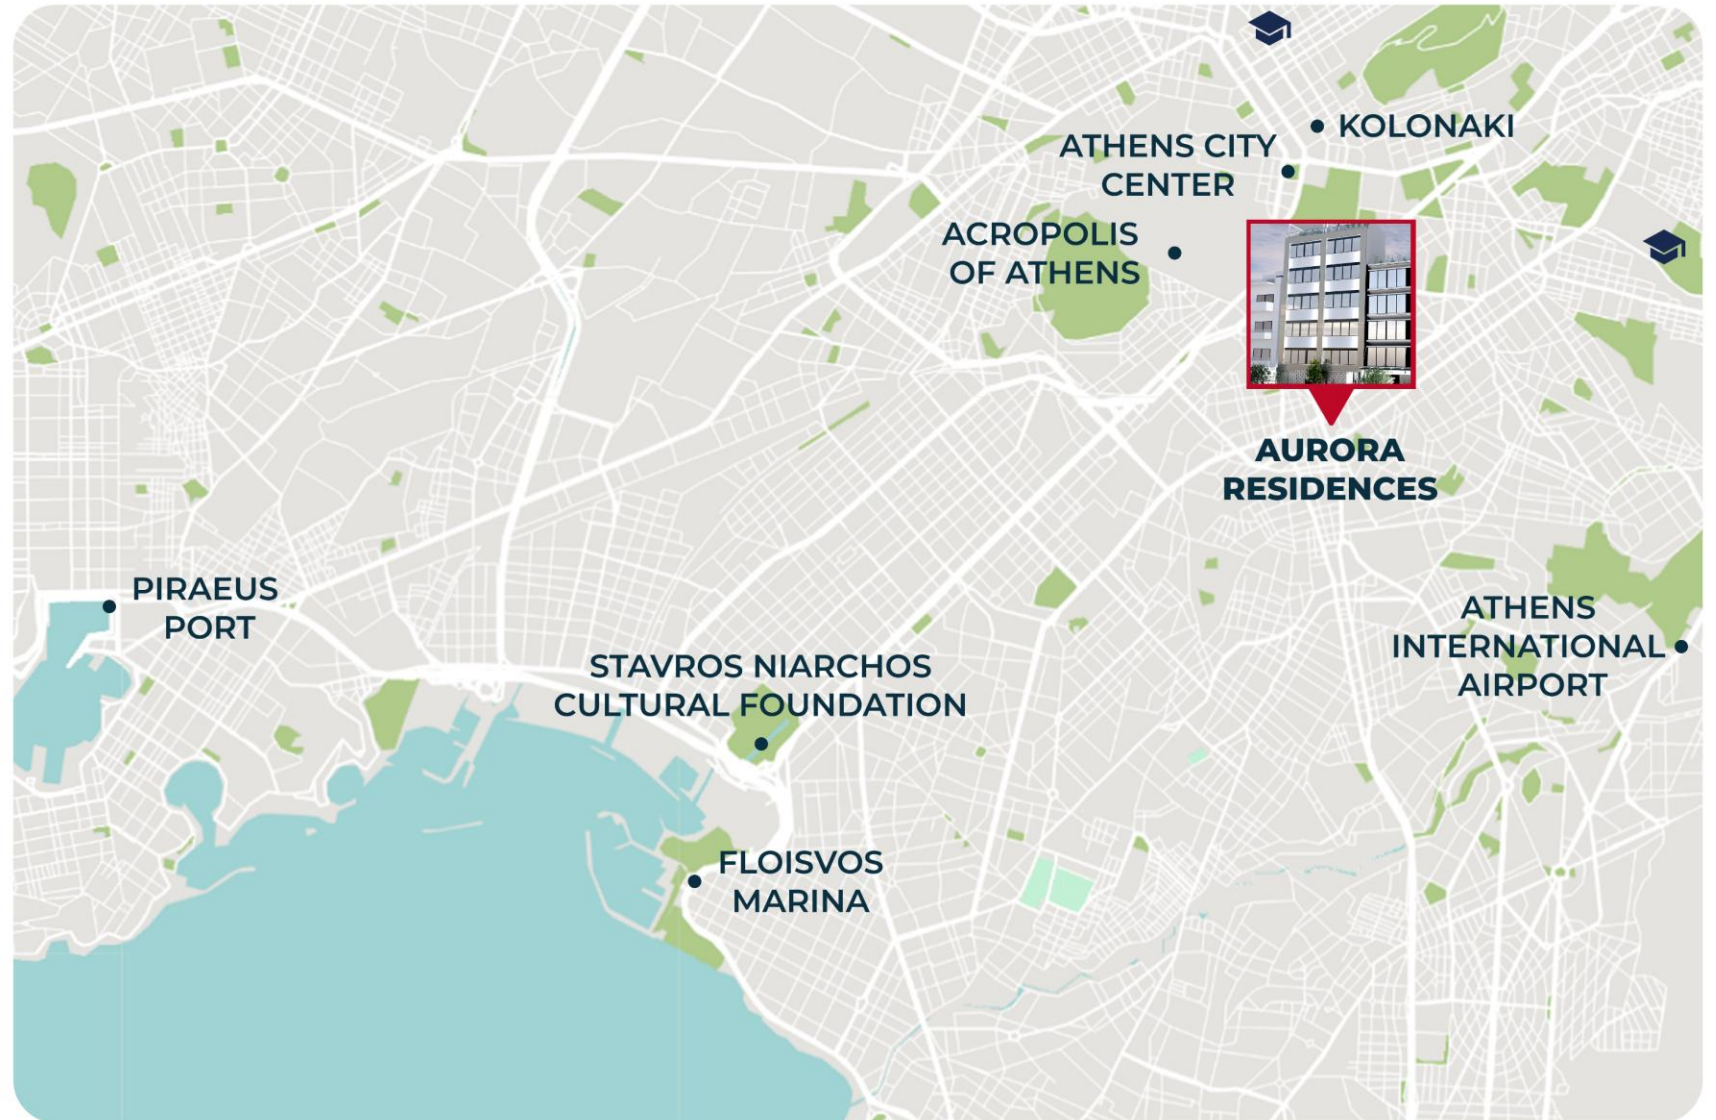 KOLONAKI
ATHENS CITY
CENTER
ACROPOLIS
OF ATHENS
AURORA
RESIDENCES
PIRAEUS
PORT
ATHENS
INTERNATIONAL
AIRPORT
STAVROS NIARCHOS
CULTURAL FOUNDATION
FLOISVOS
MARINA